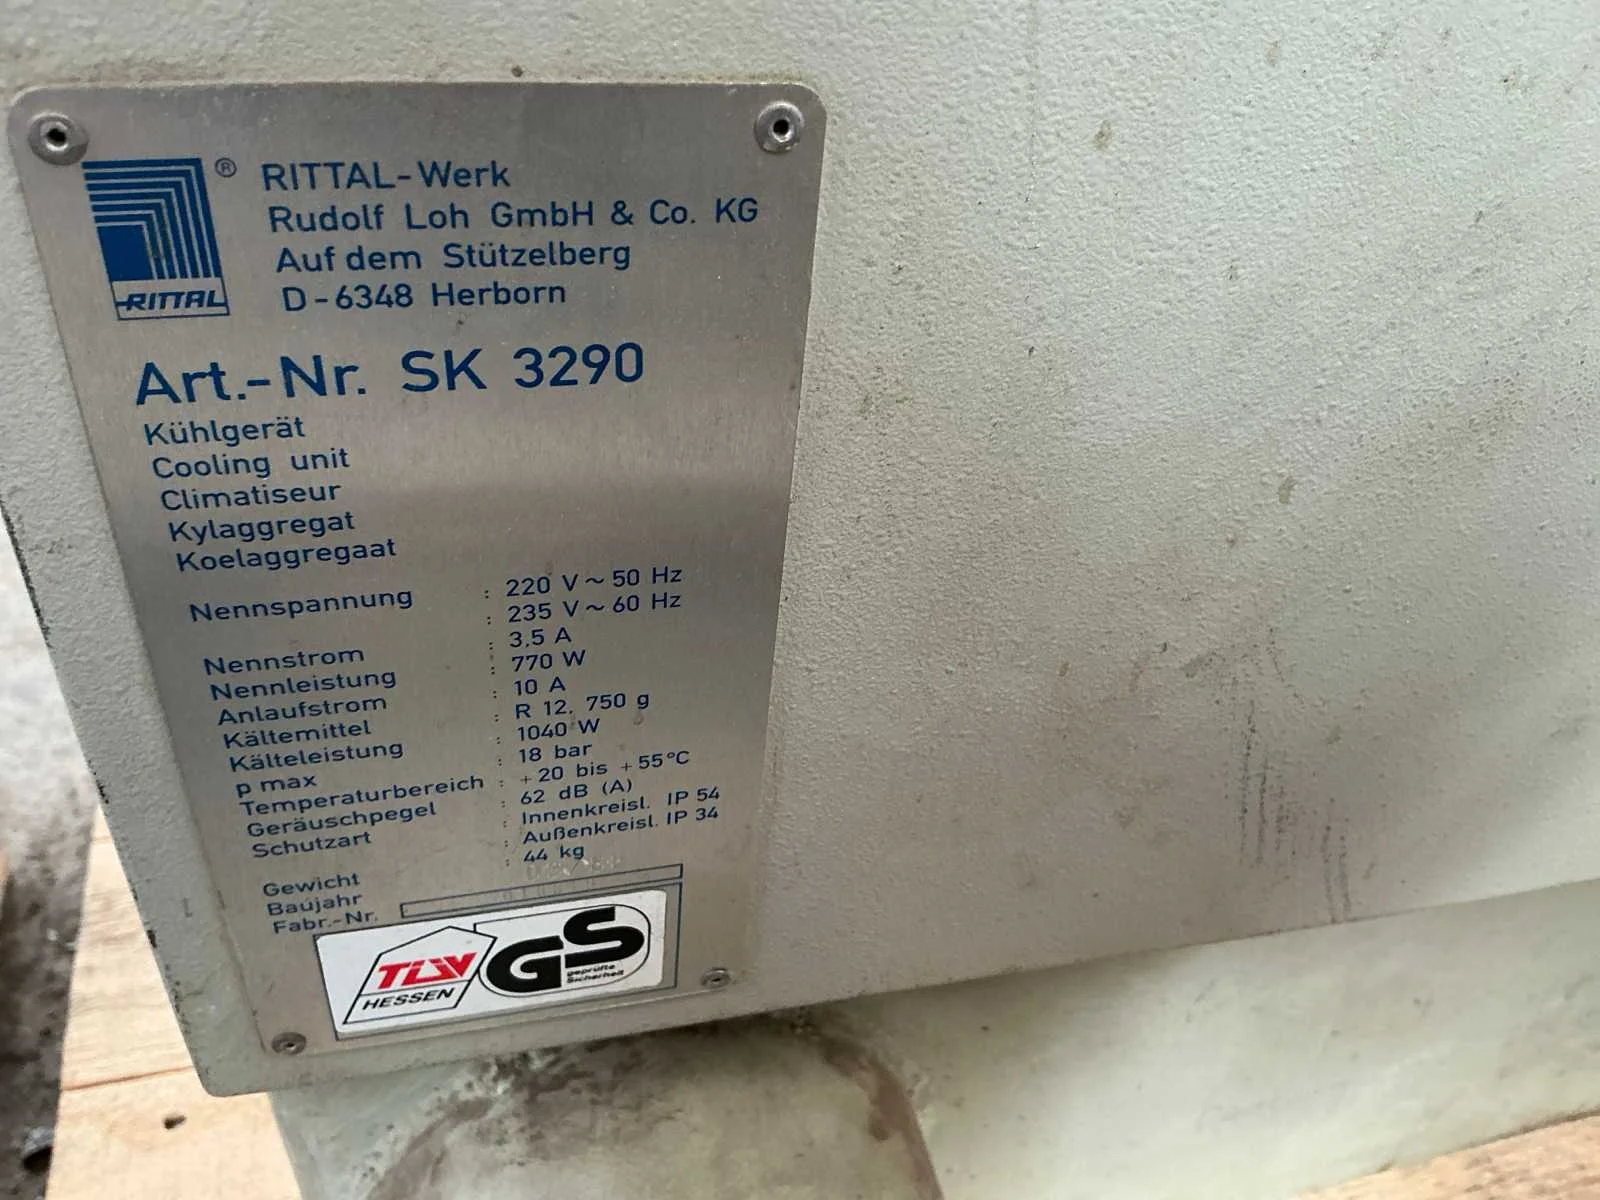 RITTAL
®
RITTAL-Werk
Rudolf Loh GmbH & Co. KG
Auf dem Stützelberg
D-6348 Herborn
Art.-Nr. SK 3290
Kühlgerät
Cooling unit
Climatiseur
Kylaggregat
Koelaggregaat
Nennspannung : 220 V~ 50 Hz
: 235 V~ 60 Hz
Nennstrom : 3,5 A
Nennleistung : 770 W
Anlaufstrom : 10 A
Kältemittel : R 12, 750 g
Kälteleistung : 1040 W
p max : 18 bar
Temperaturbereich : +20 bis +55°C
Geräuschpegel : 62 dB (A)
Schutzart : Innenkreisl. IP 54
Außenkreisl. IP 34
Gewicht : 44 kg
Baújahr
Fabr.-Nr.
TÜV
HESSEN
GS
geprüfte
Sicherheit